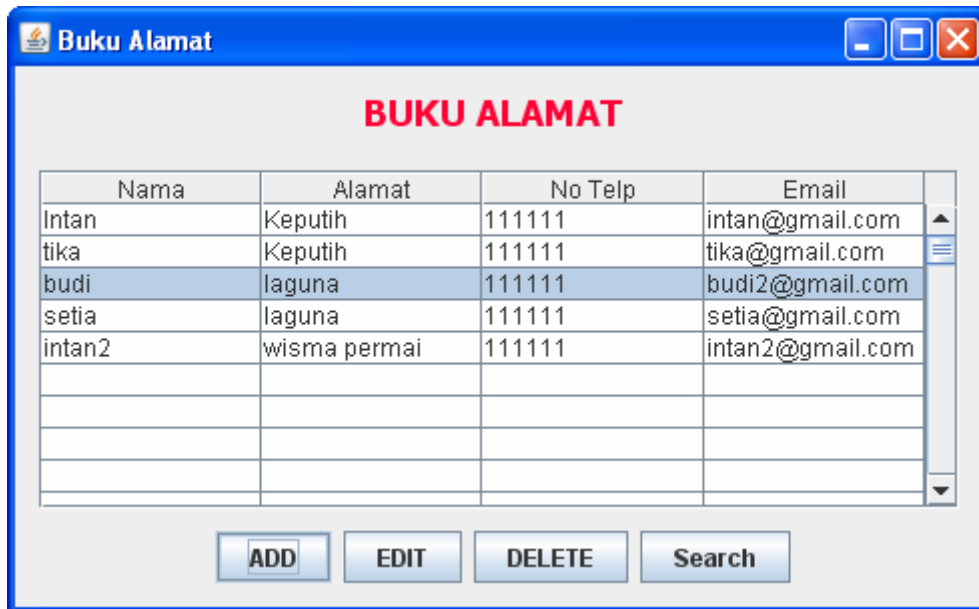 Buku Alamat
BUKU ALAMAT
Nama Alamat No Telp Email
Intan Keputih 111111 intan@gmail.com
tika Keputih 111111 tika@gmail.com
budi laguna 111111 budi2@gmail.com
setia laguna 111111 setia@gmail.com
intan2 wisma permai 111111 intan2@gmail.com
ADD EDIT DELETE Search